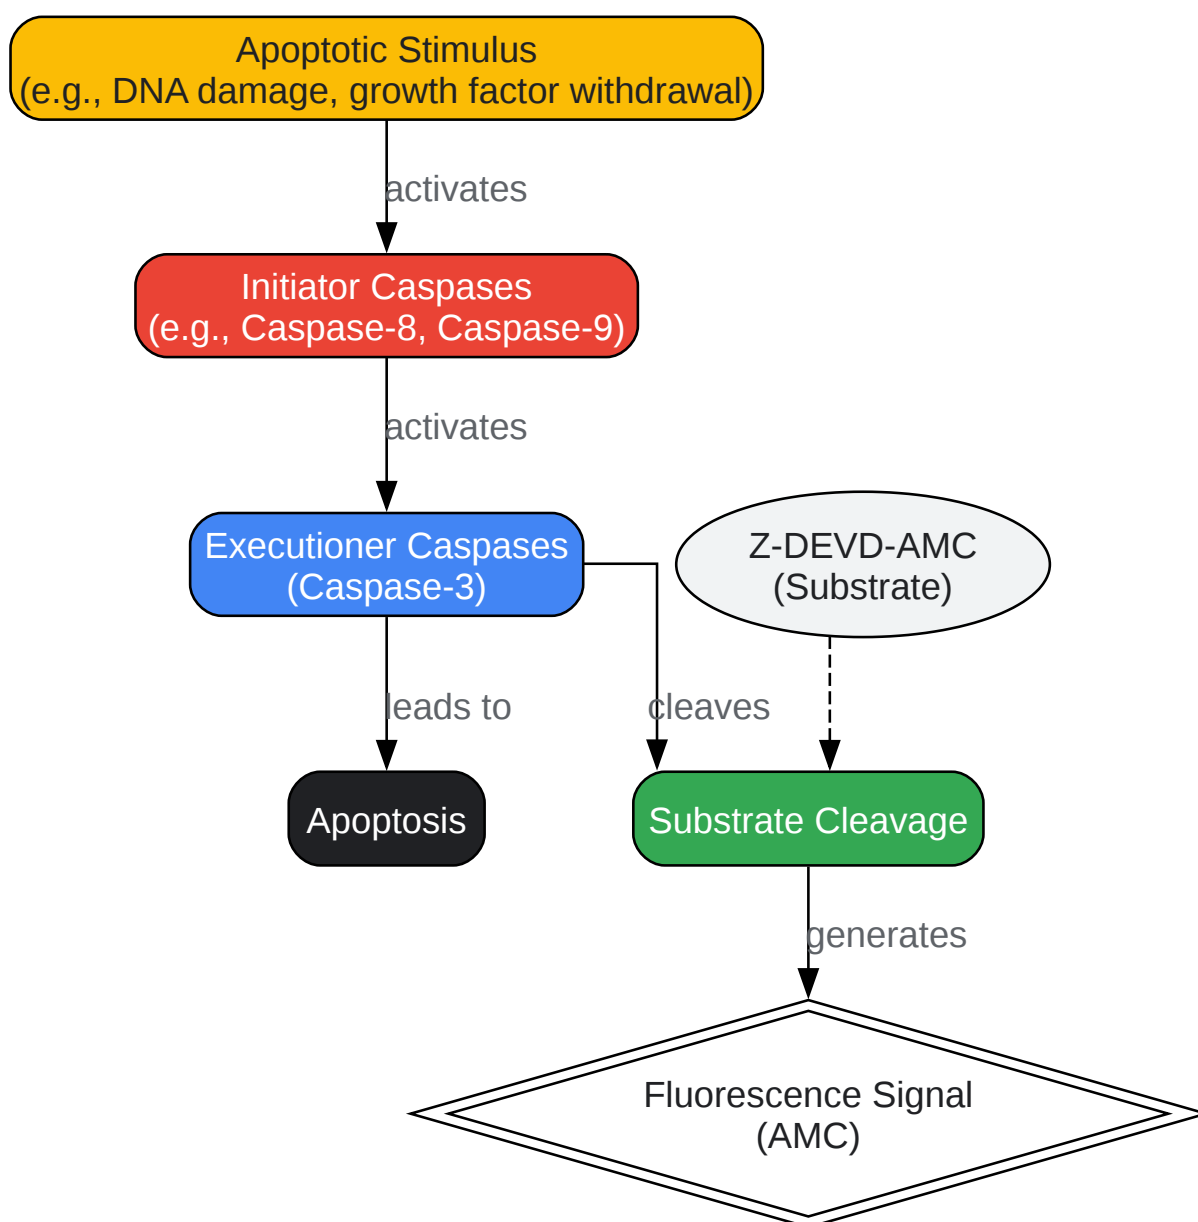 Apoptotic Stimulus
(e.g., DNA damage, growth factor withdrawal)
activates
Initiator Caspases
(e.g., Caspase-8, Caspase-9)
activates
Executioner Caspases
(Caspase-3)
Z-DEVD-AMC
(Substrate)
leads to
cleaves
Apoptosis
Substrate Cleavage
generates
Fluorescence Signal
(AMC)